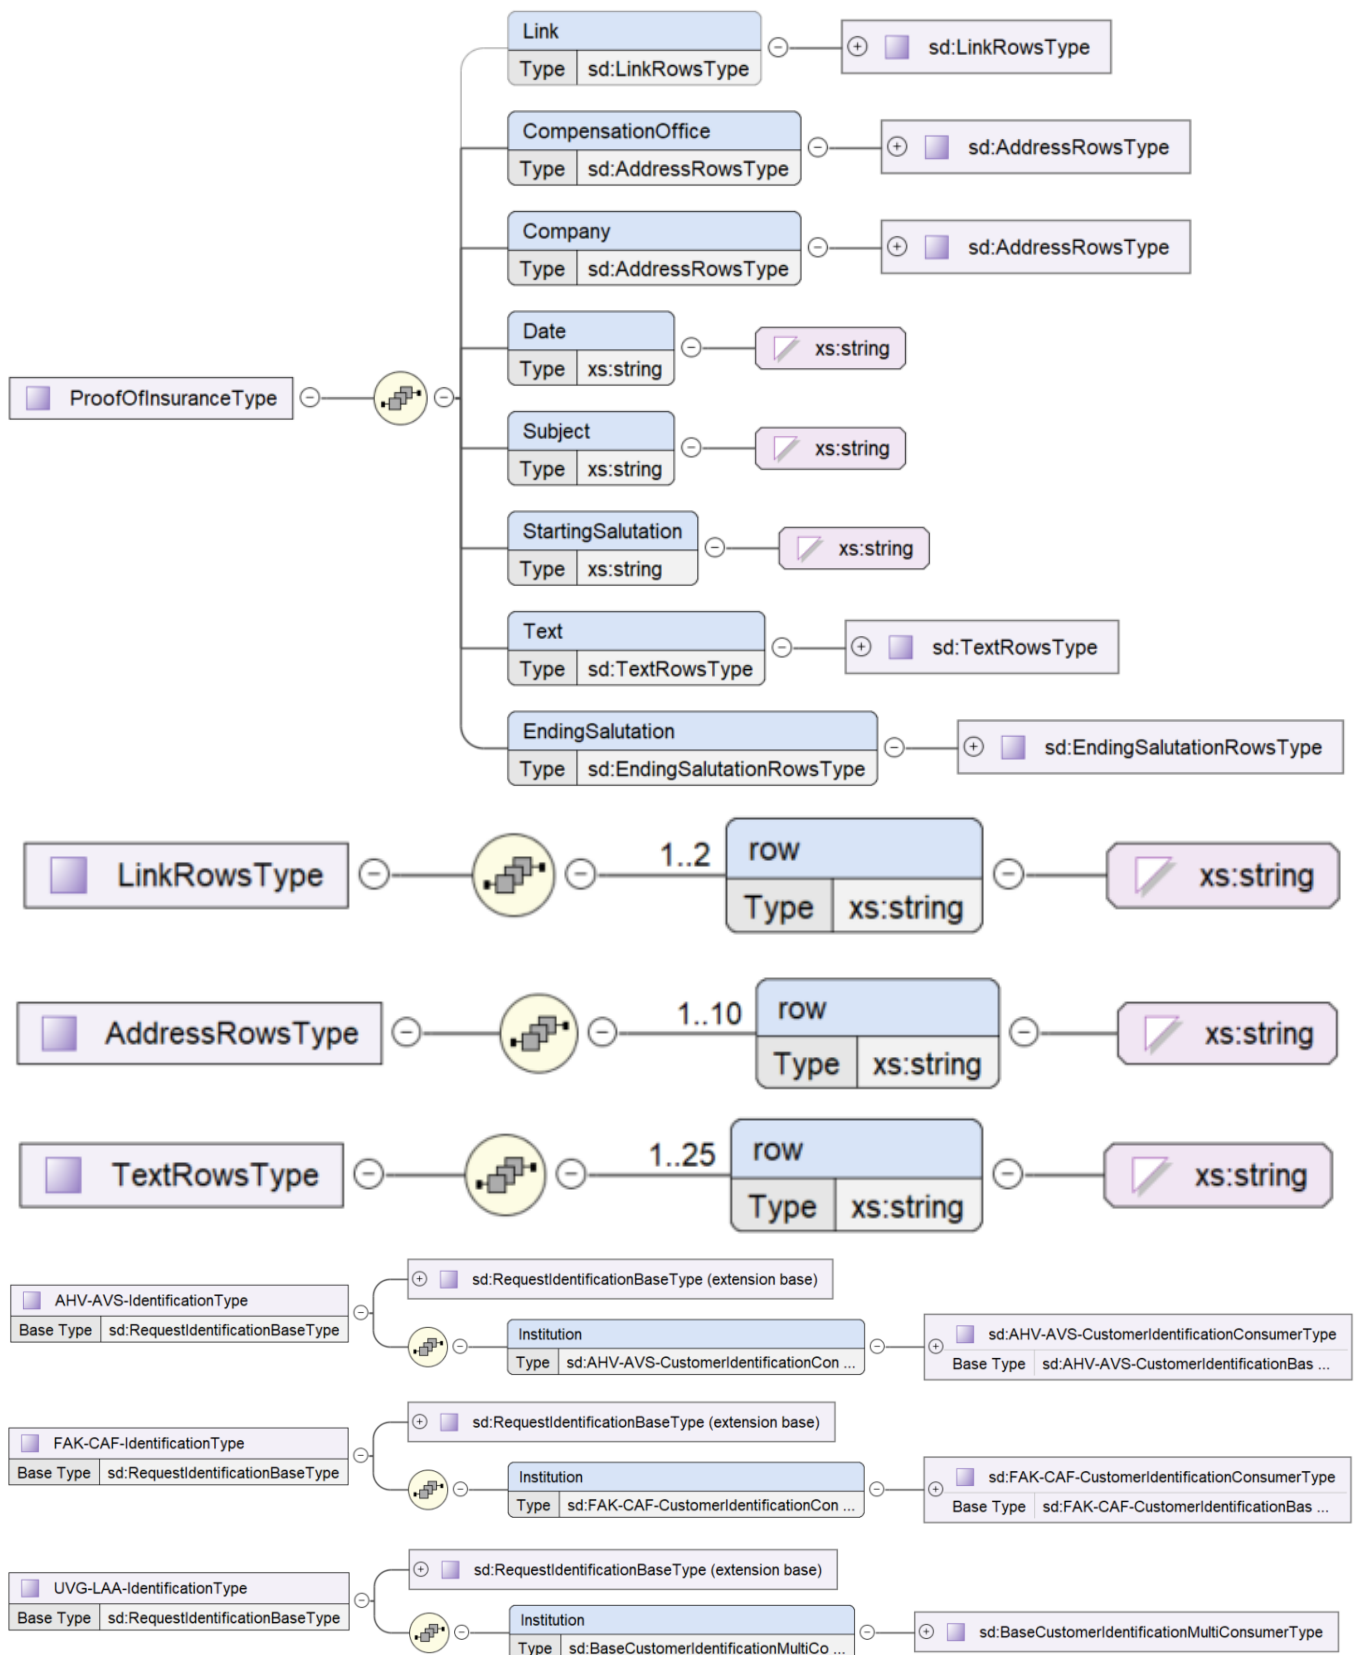 Link
Type sd:LinkRowsType
sd:LinkRowsType
CompensationOffice
Type sd:AddressRowsType
sd:AddressRowsType
Company
Type sd:AddressRowsType
sd:AddressRowsType
Date
Type xs:string
xs:string
ProofOfInsuranceType
Subject
Type xs:string
xs:string
StartingSalutation
Type xs:string
xs:string
Text
Type sd:TextRowsType
sd:TextRowsType
EndingSalutation
Type sd:EndingSalutationRowsType
sd:EndingSalutationRowsType
LinkRowsType
1..2
row
Type xs:string
xs:string
AddressRowsType
1..10
row
Type xs:string
xs:string
TextRowsType
1..25
row
Type xs:string
xs:string
AHV-AVS-IdentificationType
Base Type sd:RequestIdentificationBaseType
sd:RequestIdentificationBaseType (extension base)
Institution
Type sd:AHV-AVS-CustomerIdentificationCon ...
sd:AHV-AVS-CustomerIdentificationConsumerType
Base Type sd:AHV-AVS-CustomerIdentificationBas ...
FAK-CAF-IdentificationType
Base Type sd:RequestIdentificationBaseType
sd:RequestIdentificationBaseType (extension base)
Institution
Type sd:FAK-CAF-CustomerIdentificationCon ...
sd:FAK-CAF-CustomerIdentificationConsumerType
Base Type sd:FAK-CAF-CustomerIdentificationBas ...
UVG-LAA-IdentificationType
Base Type sd:RequestIdentificationBaseType
sd:RequestIdentificationBaseType (extension base)
Institution
Type sd:BaseCustomerIdentificationMultiCo ...
sd:BaseCustomerIdentificationMultiConsumerType